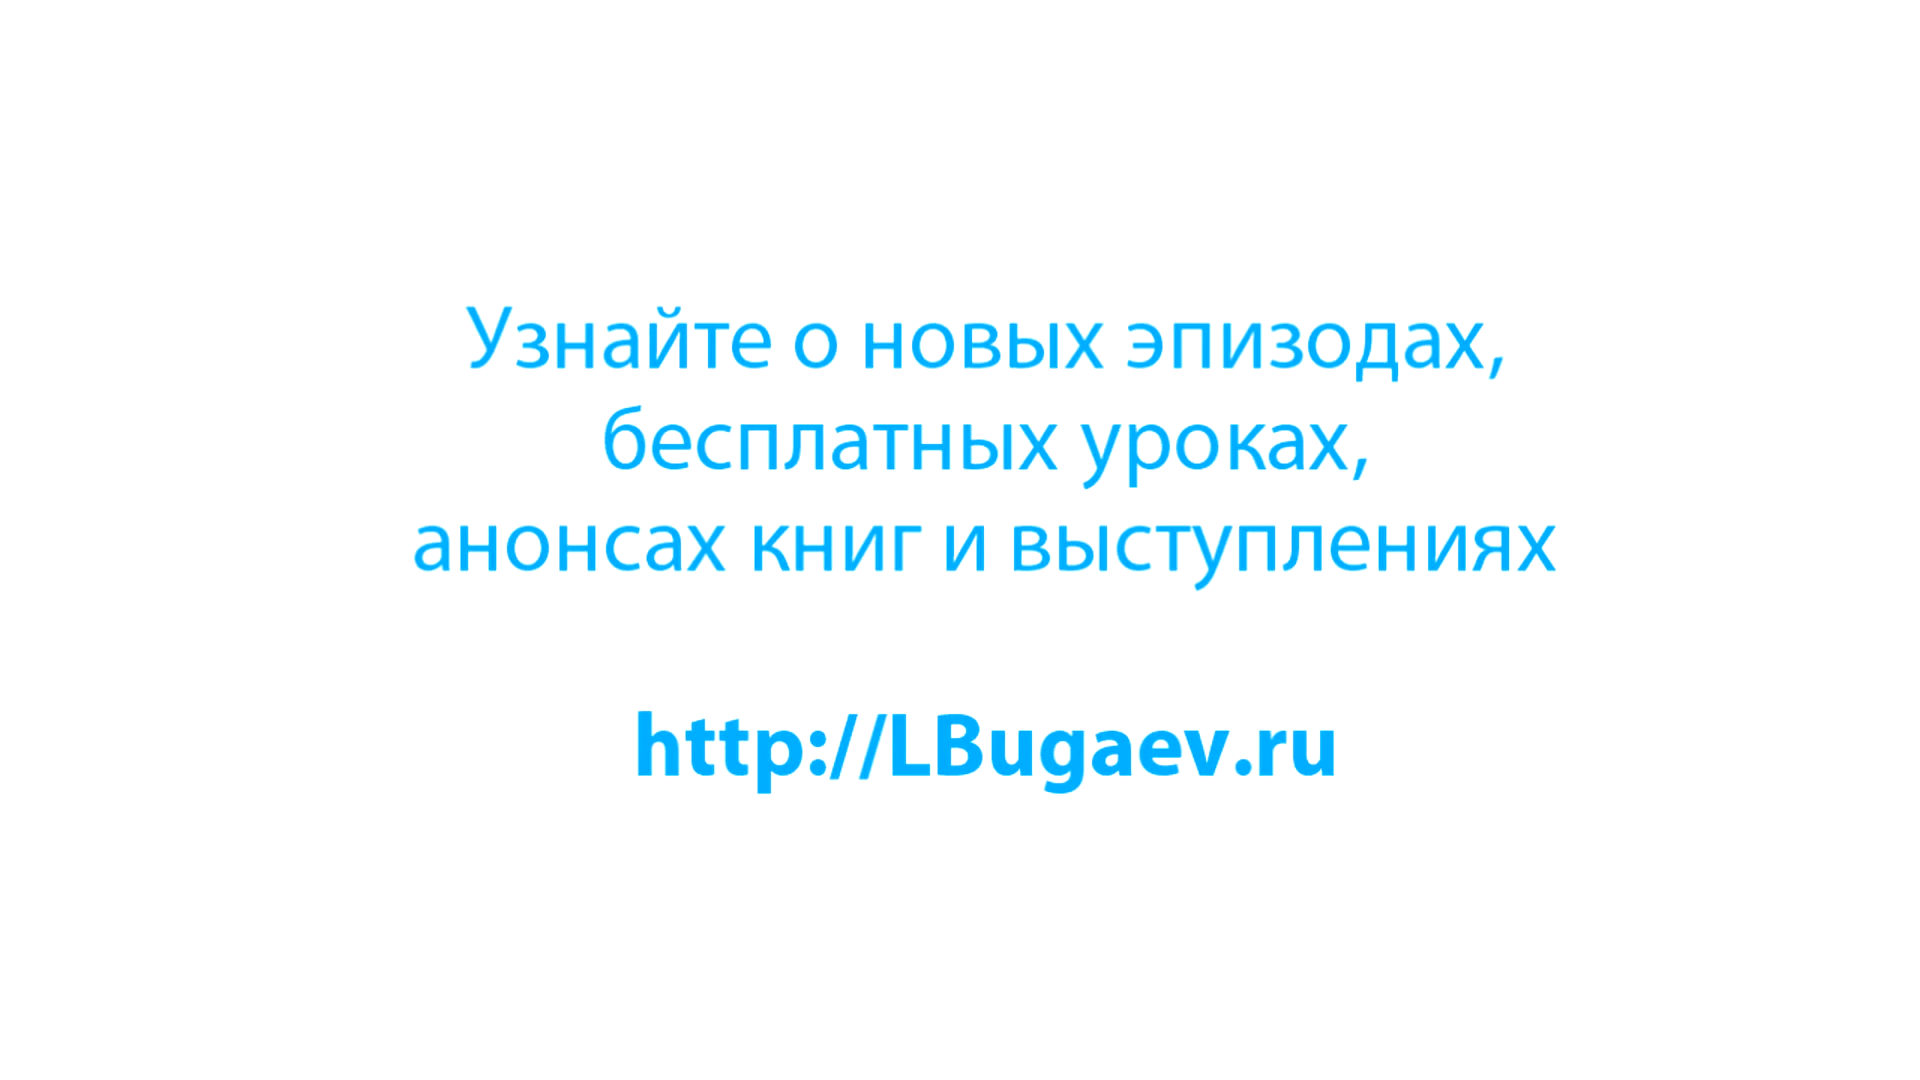 Узнайте о новых эпизодах,
бесплатных уроках,
анонсах книг и выступлениях
http://LBugaev.ru